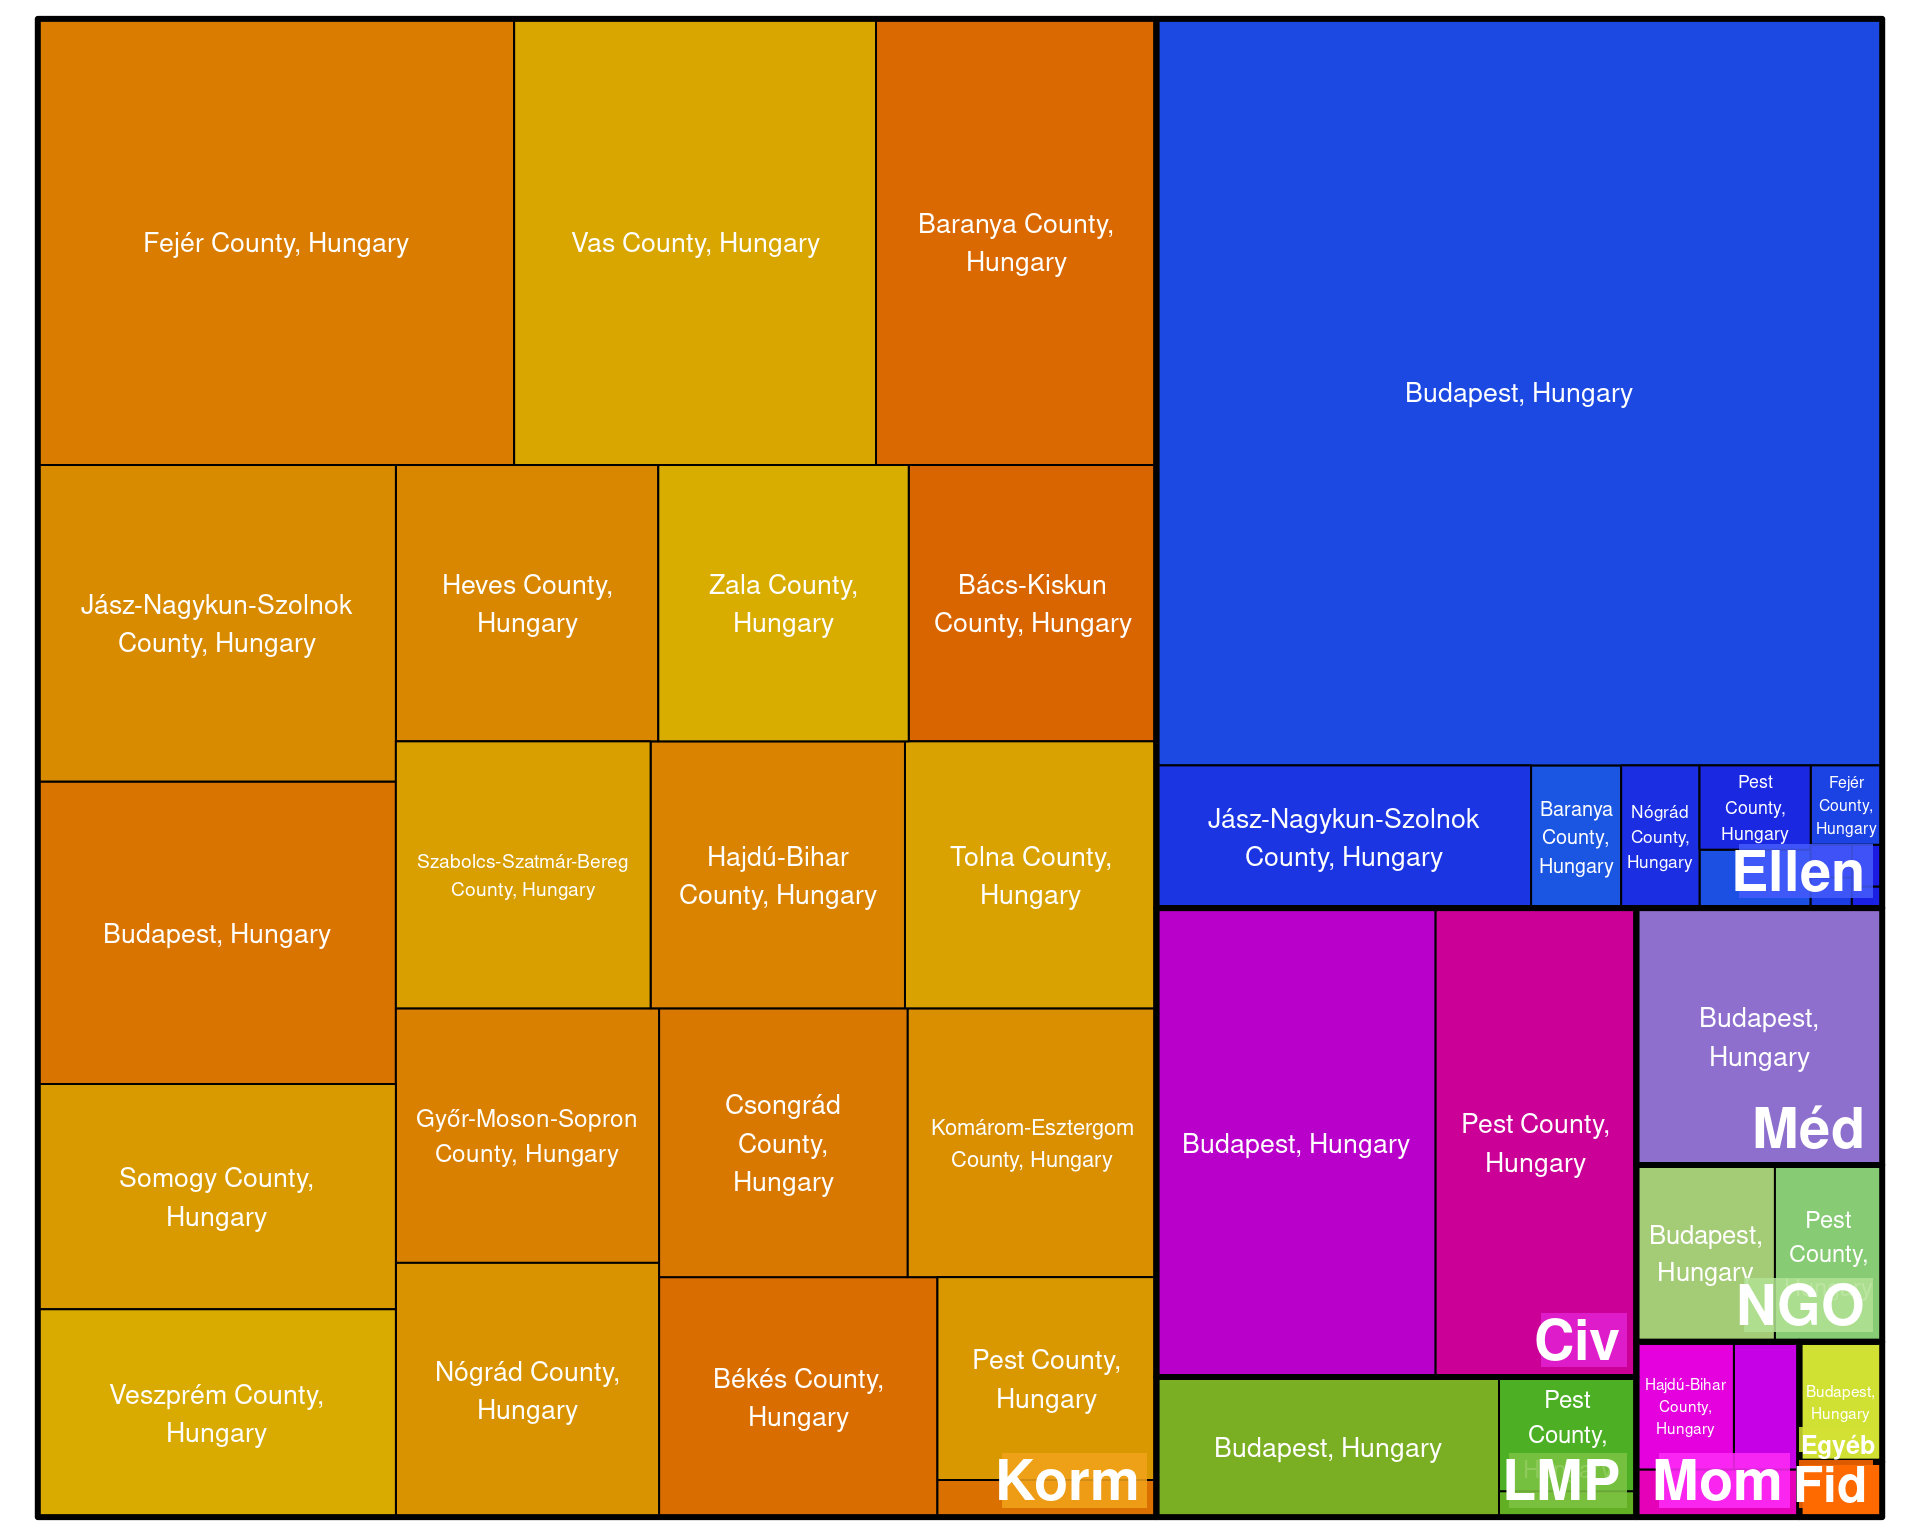 Fejér County, Hungary
Vas County, Hungary
Baranya County,
Hungary
Jász-Nagykun-Szolnok
County, Hungary
Heves County,
Hungary
Zala County,
Hungary
Bács-Kiskun
County, Hungary
Budapest, Hungary
Szabolcs-Szatmár-Bereg
County, Hungary
Hajdú-Bihar
County, Hungary
Tolna County,
Hungary
Somogy County,
Hungary
Győr-Moson-Sopron
County, Hungary
Csongrád
County,
Hungary
Komárom-Esztergom
County, Hungary
Veszprém County,
Hungary
Nógrád County,
Hungary
Békés County,
Hungary
Pest County,
Hungary
Korm
Budapest, Hungary
Jász-Nagykun-Szolnok
County, Hungary
Baranya
County,
Hungary
Nógrád
County,
Hungary
Pest
County,
Hungary
Fejér
County,
Hungary
Ellen
Budapest, Hungary
Pest County,
Hungary
Civ
Budapest,
Hungary
Méd
Budapest,
Hungary
Pest
County,
NGO
Budapest, Hungary
Pest
County,
LMP
Hajdú-Bihar
County,
Hungary
Mom
Budapest,
Hungary
Egyéb
Fid